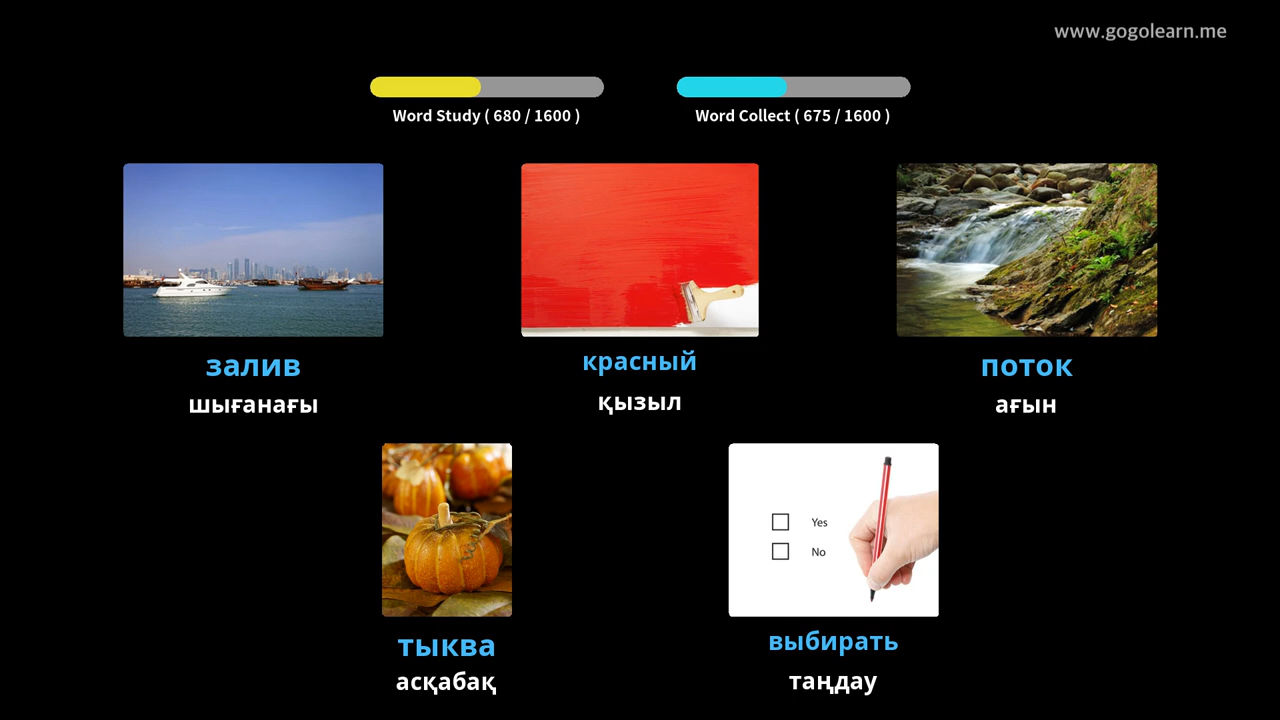 www.gogolearn.me
Word Study ( 680 / 1600 )
Word Collect ( 675 / 1600 )
залив
шығанағы
красный
қызыл
поток
ағын
Yes
No
тыква
асқабақ
выбирать
таңдау